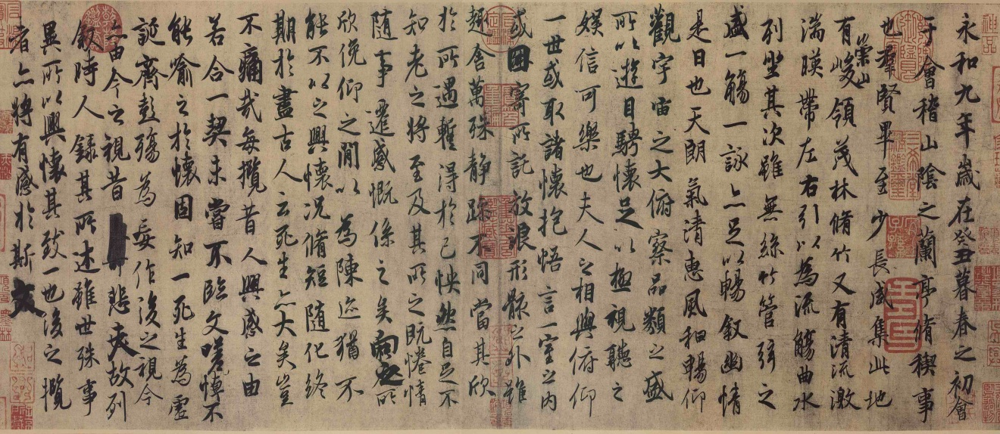 永和九年歲在癸丑暮春之初會
于會稽山陰之蘭亭脩稧事
也羣賢畢至少長咸集此地
有崇山峻領茂林脩竹又有清流激
湍暎帶左右引以為流觴曲水
列坐其次雖無絲竹管弦之
盛一觴一詠亦足以暢敘幽情
是日也天朗氣清惠風和暢仰
觀宇宙之大俯察品類之盛
所以遊目騁懷足以極視聽之
娛信可樂也夫人之相與俯仰
一世或取諸懷抱悟言一室之內
或因寄所託放浪形骸之外雖
趣舍萬殊靜躁不同當其欣
於所遇暫得於己怏然自足不
知老之將至及其所之既惓情
隨事遷感慨係之矣向之所
欣俛仰之閒以為陳迹猶不
能不以之興懷況脩短隨化終
期於盡古人云死生亦大矣豈
不痛哉每攬昔人興感之由
若合一契未嘗不臨文嗟悼不
能喻之於懷固知一死生為虛
誕齊彭殤為妄作後之視今
亦由今之視昔悲夫故列
敘時人錄其所述雖世殊事
異所以興懷其致一也後之攬
者亦將有感於斯文